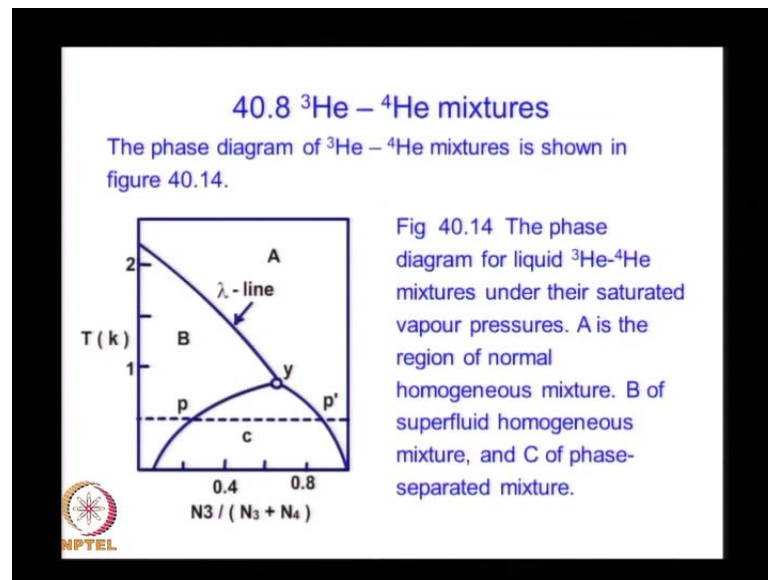 40.8 ³He – ⁴He mixtures
The phase diagram of ³He – ⁴He mixtures is shown in
figure 40.14.
2
A
λ - line
T ( k )
B
1
y
p
p'
c
0.4
0.8
N3 / ( N₃ + N₄ )
Fig 40.14 The phase
diagram for liquid ³He-⁴He
mixtures under their saturated
vapour pressures. A is the
region of normal
homogeneous mixture. B of
superfluid homogeneous
mixture, and C of phase-
separated mixture.
NPTEL